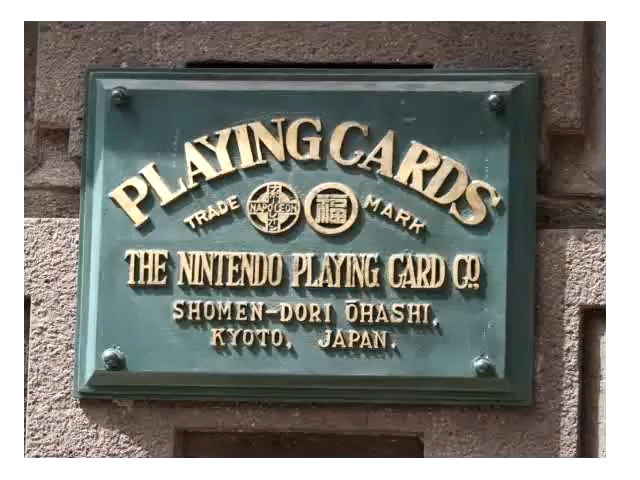 PLAYING CARDS
TRADE NAPOLEON 福 MARK
THE NINTENDO PLAYING CARD CO.
SHOMEN-DORI ŌHASHI,
KYOTO, JAPAN.